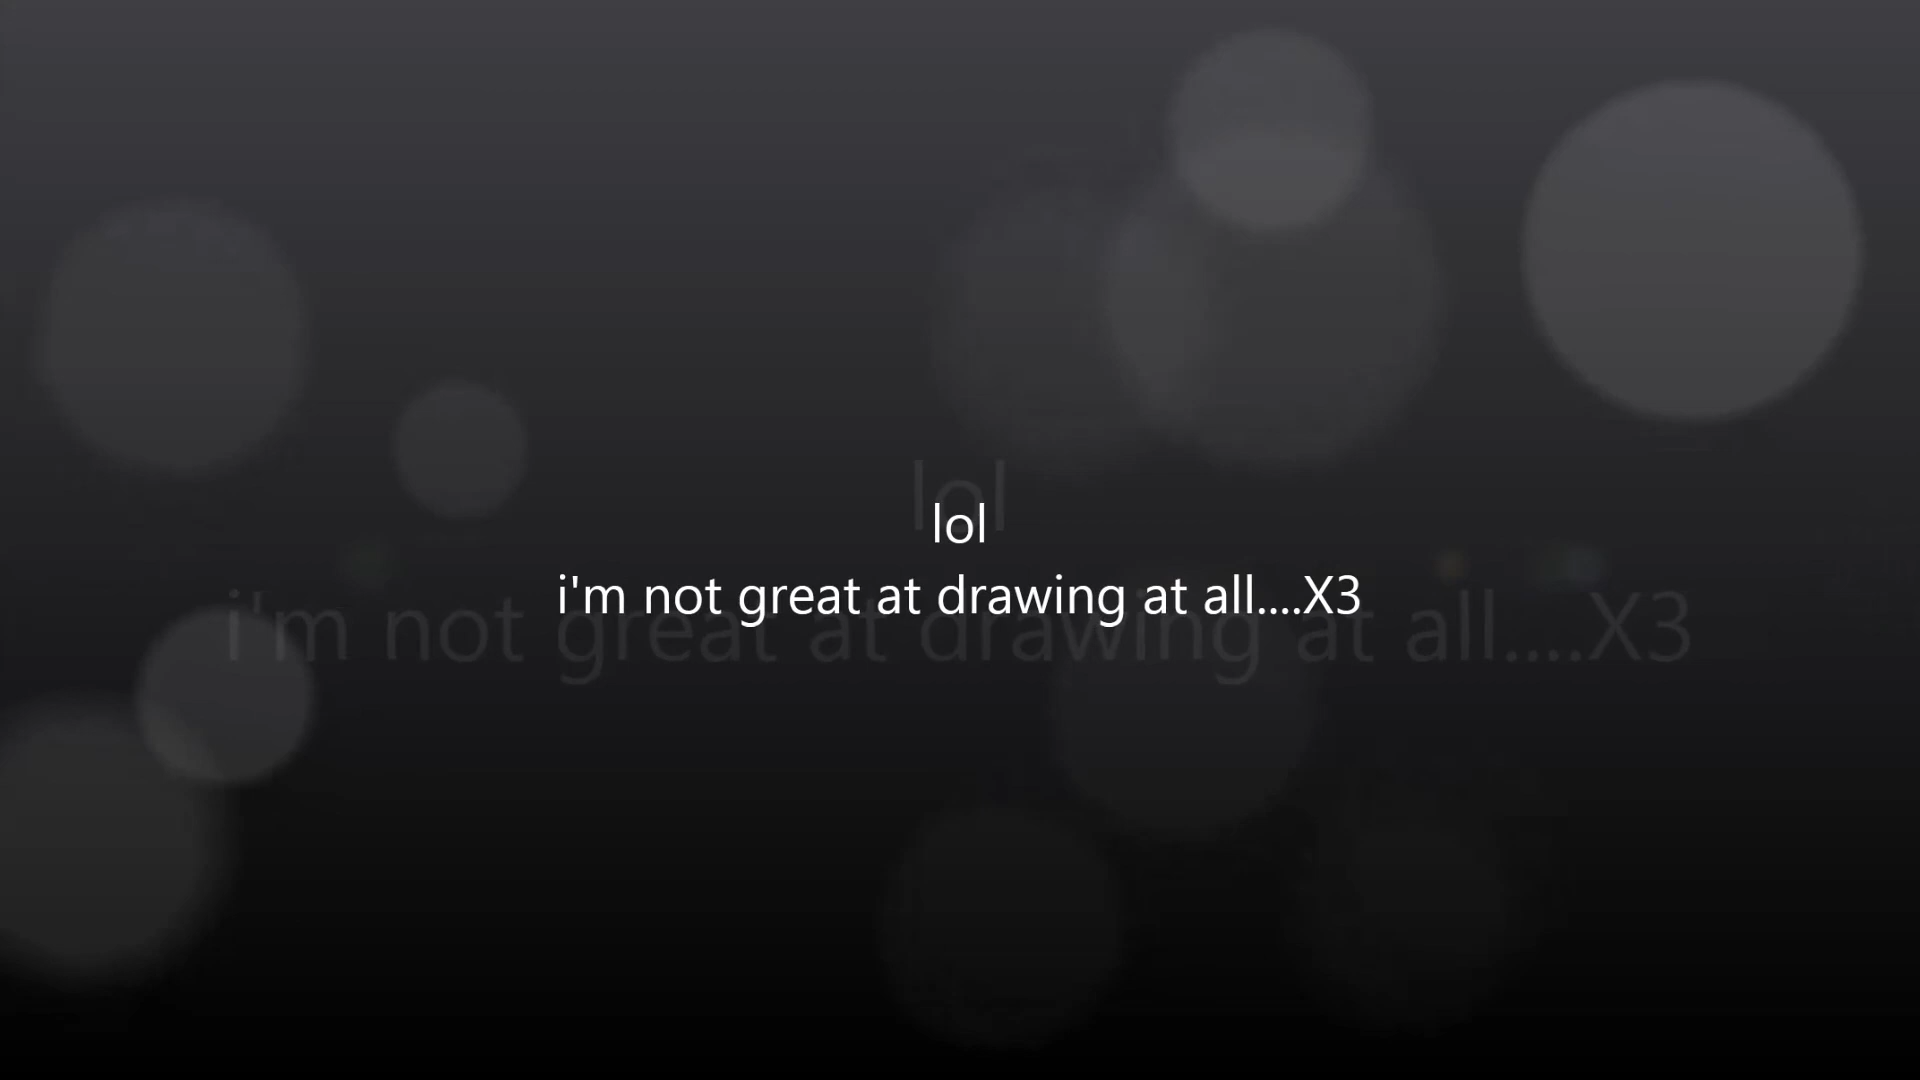 lol
i'm not great at drawing at all....X3